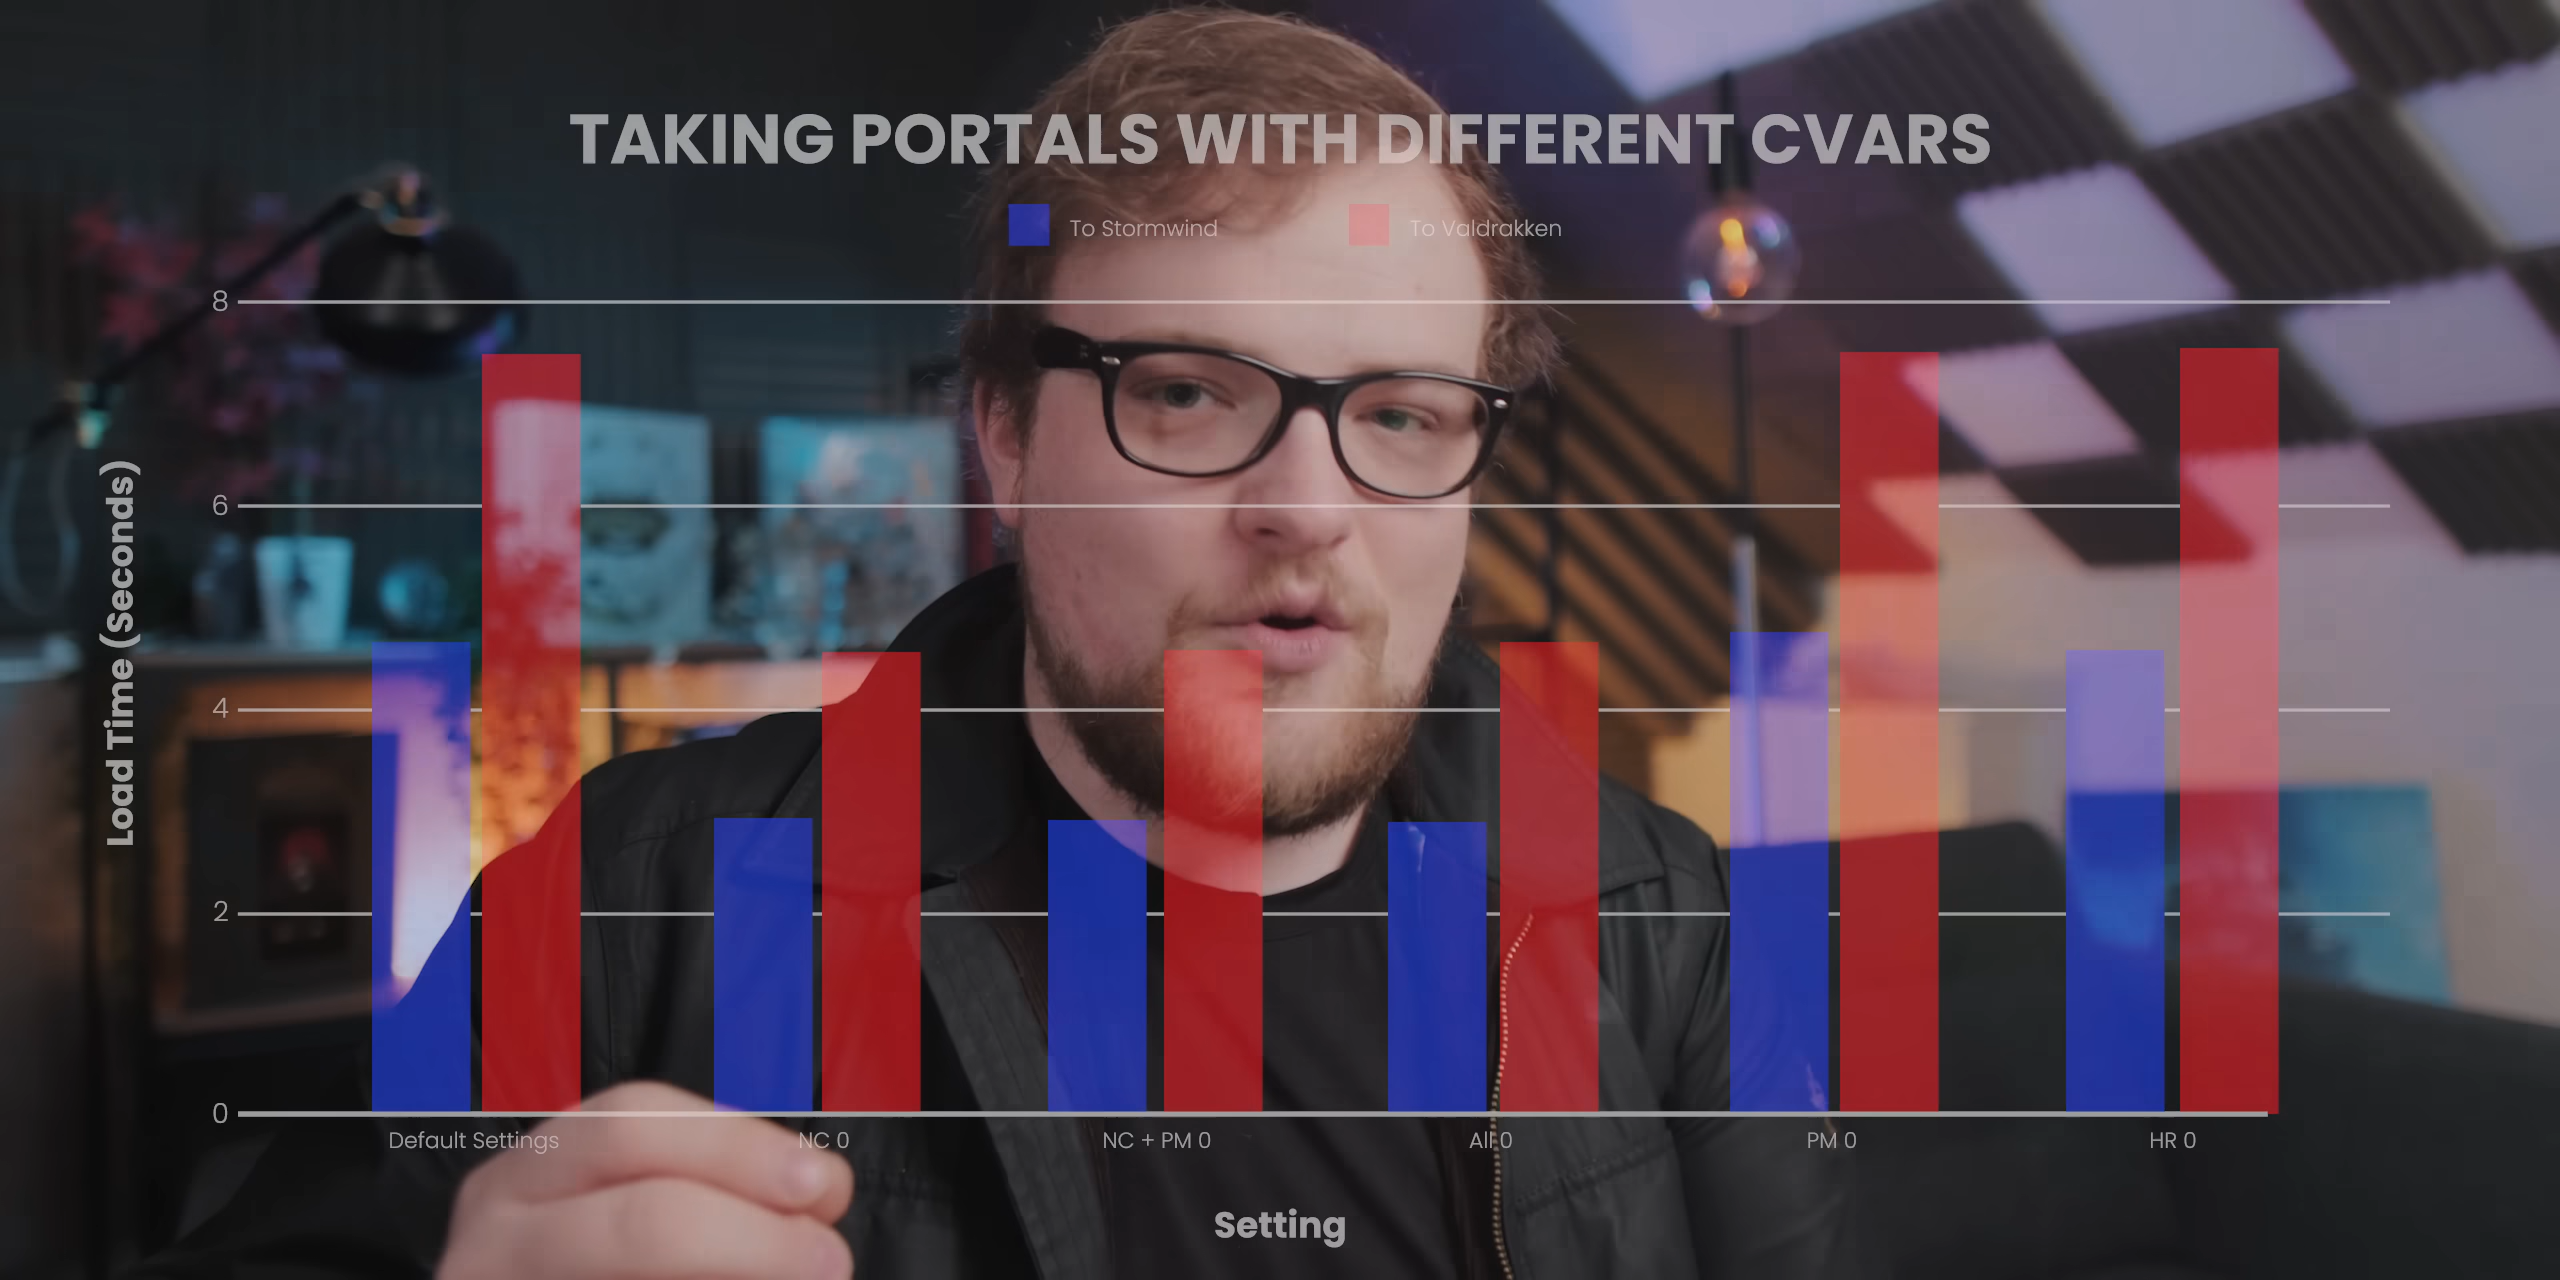 TAKING PORTALS WITH DIFFERENT CVARS
To Stormwind To Valdrakken
8
6
4
2
0
Load Time (Seconds)
Default Settings NC 0 NC + PM 0 All 0 PM 0 HR 0
Setting